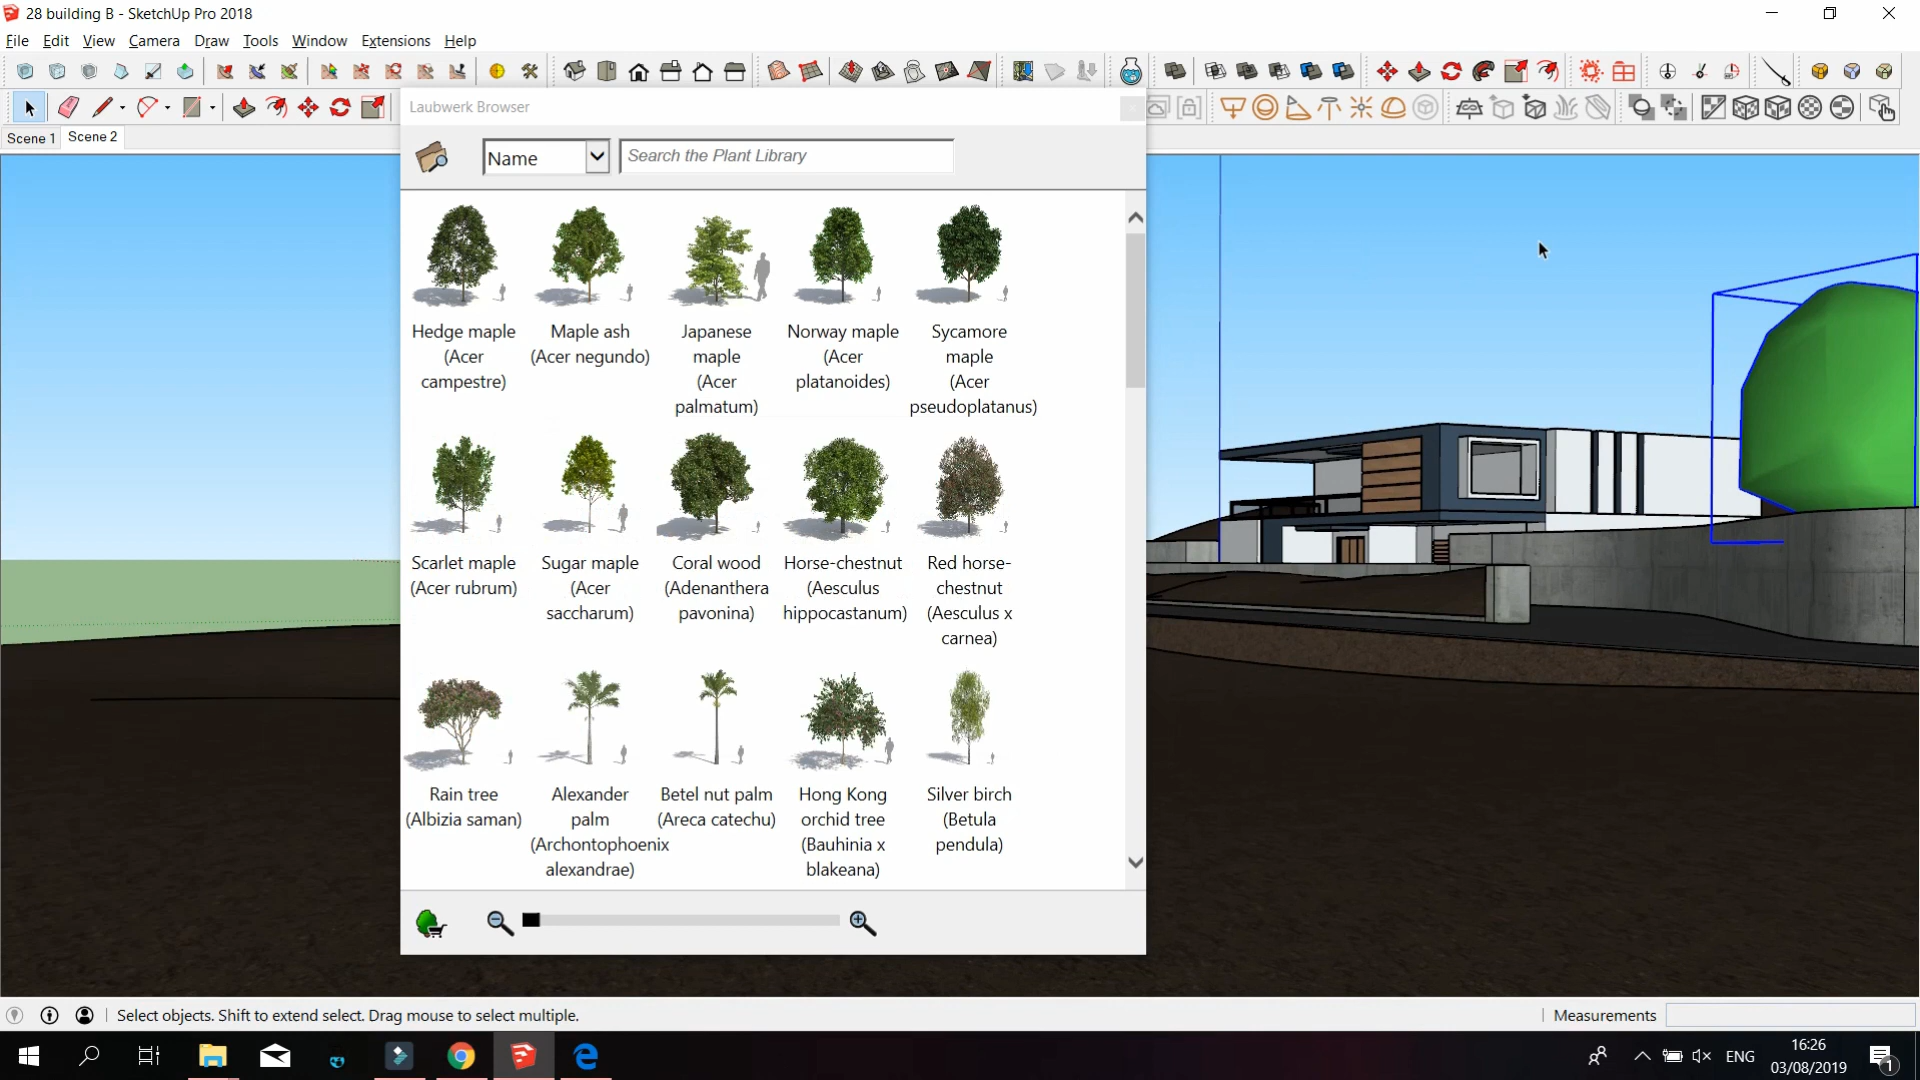 28 building B - SketchUp Pro 2018
File Edit View Camera Draw Tools Window Extensions Help
Laubwerk Browser
Scene 1 Scene 2
Name Search the Plant Library
Hedge maple
(Acer
campestre)
Maple ash
(Acer negundo)
Japanese
maple
(Acer
palmatum)
Norway maple
(Acer
platanoides)
Sycamore
maple
(Acer
pseudoplatanus)
Scarlet maple
(Acer rubrum)
Sugar maple
(Acer
saccharum)
Coral wood
(Adenanthera
pavonina)
Horse-chestnut
(Aesculus
hippocastanum)
Red horse-
chestnut
(Aesculus x
carnea)
Rain tree
(Albizia saman)
Alexander
palm
(Archontophoenix
alexandrae)
Betel nut palm
(Areca catechu)
Hong Kong
orchid tree
(Bauhinia x
blakeana)
Silver birch
(Betula
pendula)
Select objects. Shift to extend select. Drag mouse to select multiple.
Measurements
ENG
16:26
03/08/2019
1